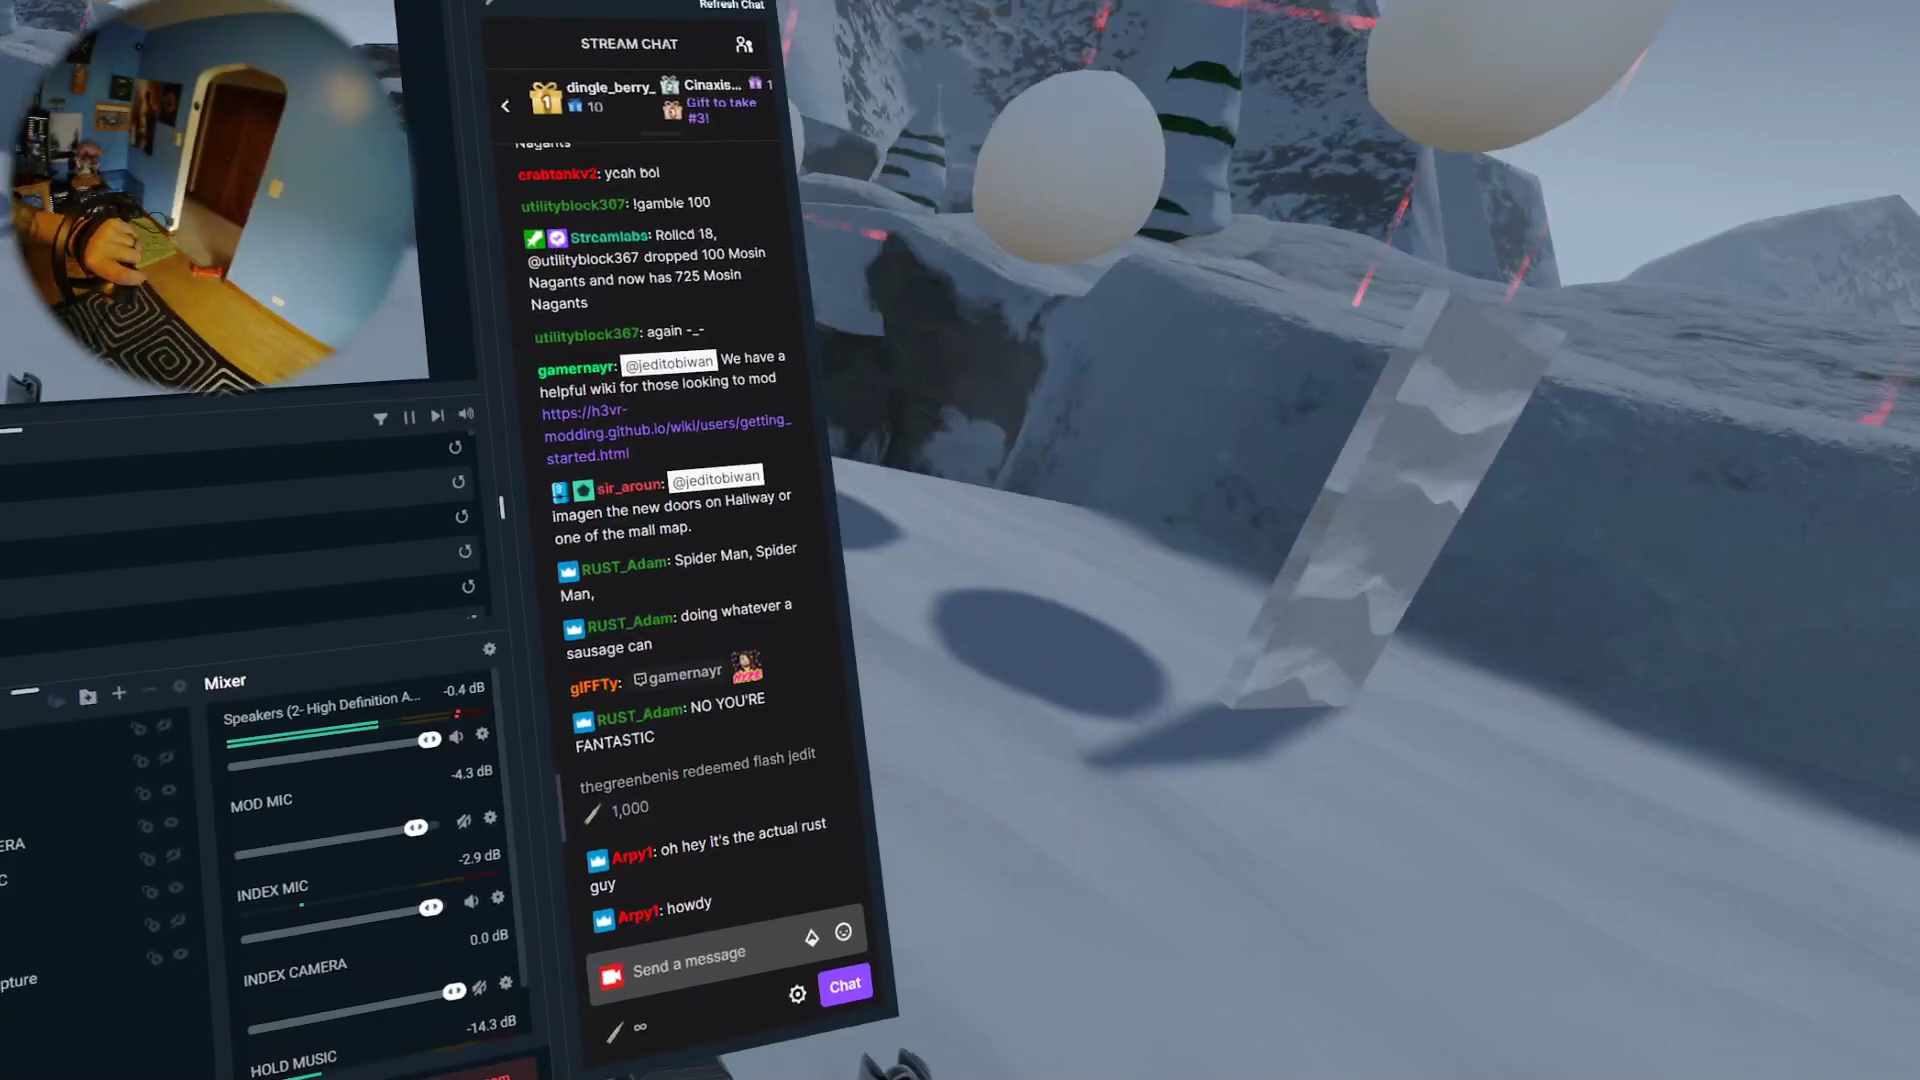 Refresh Chat
STREAM CHAT
dingle_berry_
10
Cinaxis...
1
Gift to take
#3!
Nagants
crabtankv2: yeah boi
utilityblock367: !gamble 100
Streamlabs: Rolled 18,
@utilityblock367 dropped 100 Mosin
Nagants and now has 725 Mosin
Nagants
utilityblock367: again -_-
gamernayr: @jeditobiwan We have a
helpful wiki for those looking to mod
https://h3vr-
modding.github.io/wiki/users/getting_
started.html
sir_aroun: @jeditobiwan
imagen the new doors on Hallway or
one of the mall map.
RUST_Adam: Spider Man, Spider
Man,
RUST_Adam: doing whatever a
sausage can
glFFTy: gamernayr
RUST_Adam: NO YOU'RE
FANTASTIC
thegreenbenis redeemed flash jedit
1,000
Arpy1: oh hey it's the actual rust
guy
Arpy1: howdy
Send a message
Chat
∞
Mixer
Speakers (2- High Definition A...
-0.4 dB
MOD MIC
-4.3 dB
INDEX MIC
-2.9 dB
INDEX CAMERA
0.0 dB
HOLD MUSIC
-14.3 dB
ERA
C
pture